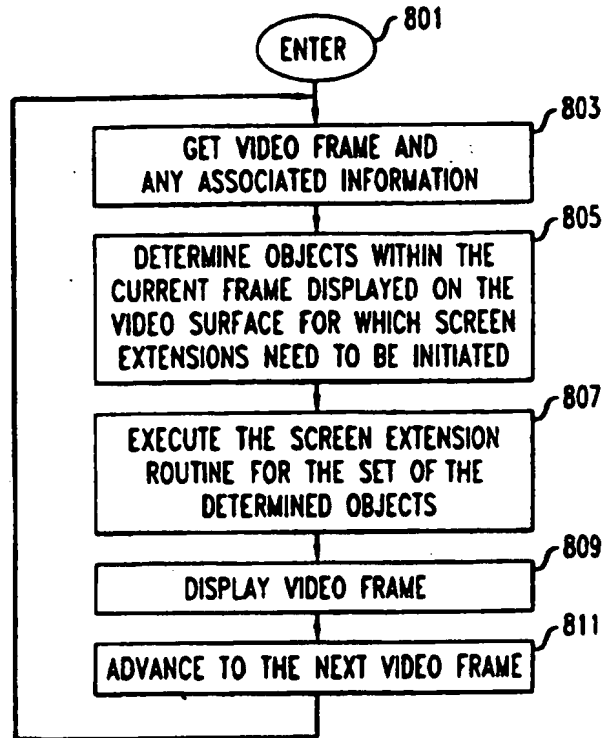 801
ENTER
803
GET VIDEO FRAME AND
ANY ASSOCIATED INFORMATION
805
DETERMINE OBJECTS WITHIN THE
CURRENT FRAME DISPLAYED ON THE
VIDEO SURFACE FOR WHICH SCREEN
EXTENSIONS NEED TO BE INITIATED
807
EXECUTE THE SCREEN EXTENSION
ROUTINE FOR THE SET OF THE
DETERMINED OBJECTS
809
DISPLAY VIDEO FRAME
811
ADVANCE TO THE NEXT VIDEO FRAME